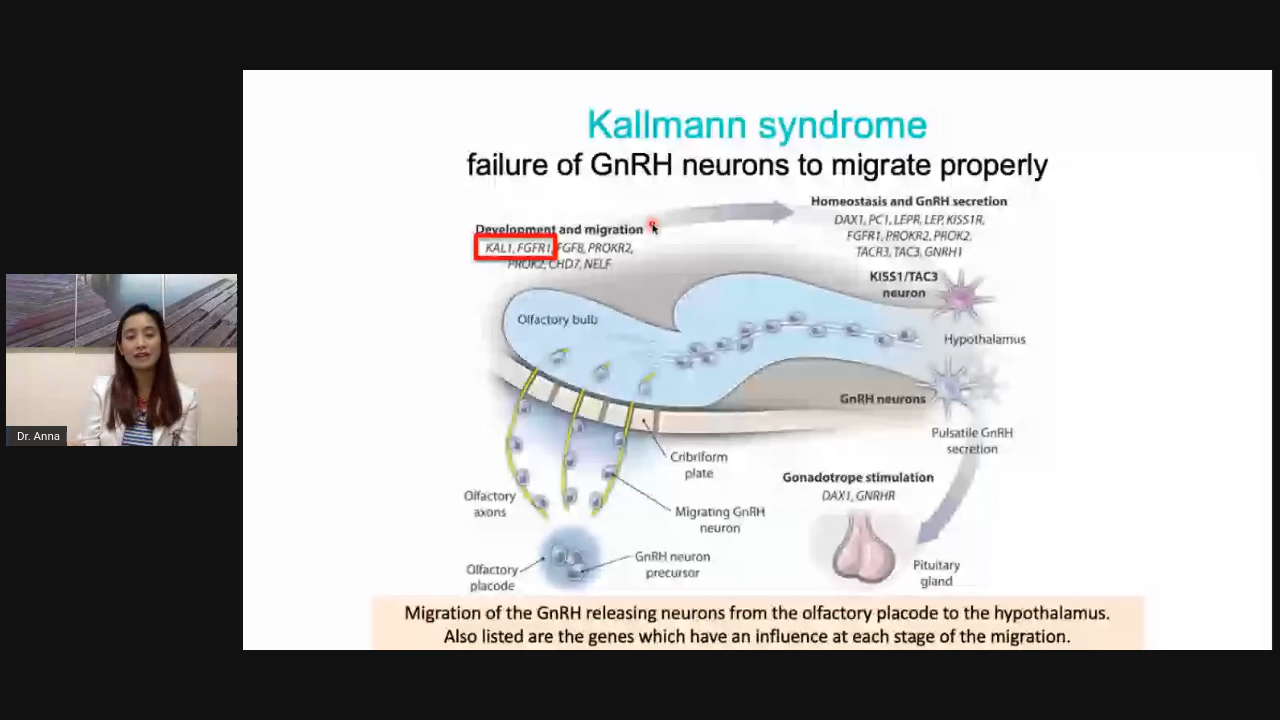 Kallmann syndrome
failure of GnRH neurons to migrate properly
Homeostasis and GnRH secretion
DAX1, PC1, LEPR, LEP, KISS1R,
FGFR1, PROKR2, PROK2,
TACR3, TAC3, GNRH1
Development and migration
KAL1, FGFR1, FGF8, PROKR2,
PROK2, CHD7, NELF
KISS1/TAC3
neuron
Olfactory bulb
Hypothalamus
GnRH neurons
Pulsatile GnRH
secretion
Cribriform
plate
Gonadotrope stimulation
DAX1, GNRHR
Olfactory
axons
Migrating GnRH
neuron
GnRH neuron
precursor
Olfactory
placode
Pituitary
gland
Migration of the GnRH releasing neurons from the olfactory placode to the hypothalamus.
Also listed are the genes which have an influence at each stage of the migration.
Dr. Anna